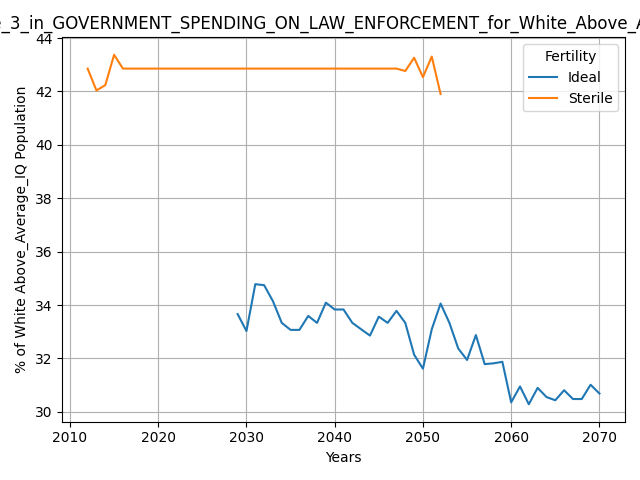 _3_in_GOVERNMENT_SPENDING_ON_LAW_ENFORCEMENT_for_White_Above_
Fertility
Ideal
Sterile
% of White Above_Average_IQ Population
44
42
40
38
36
34
32
30
2010
2020
2030
2040
2050
2060
2070
Years